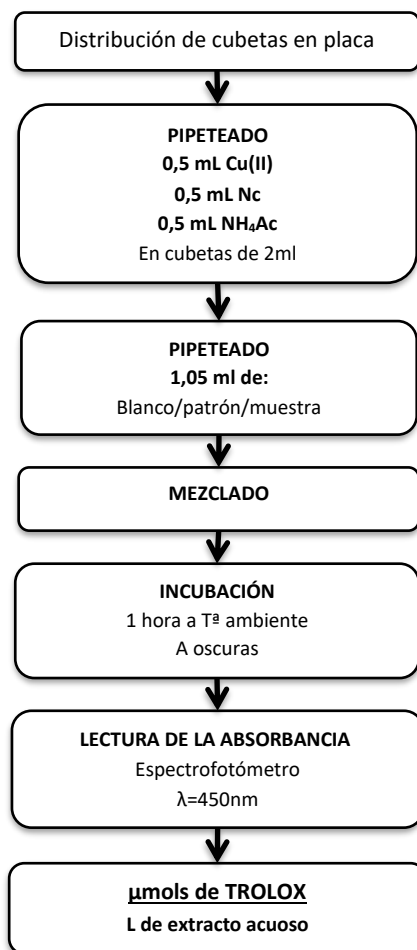 Distribución de cubetas en placa
PIPETEADO
0,5 mL Cu(II)
0,5 mL Nc
0,5 mL NH₄Ac
En cubetas de 2ml
PIPETEADO
1,05 ml de:
Blanco/patrón/muestra
MEZCLADO
INCUBACIÓN
1 hora a Tª ambiente
A oscuras
LECTURA DE LA ABSORBANCIA
Espectrofotómetro
λ=450nm
µmols de TROLOX
L de extracto acuoso